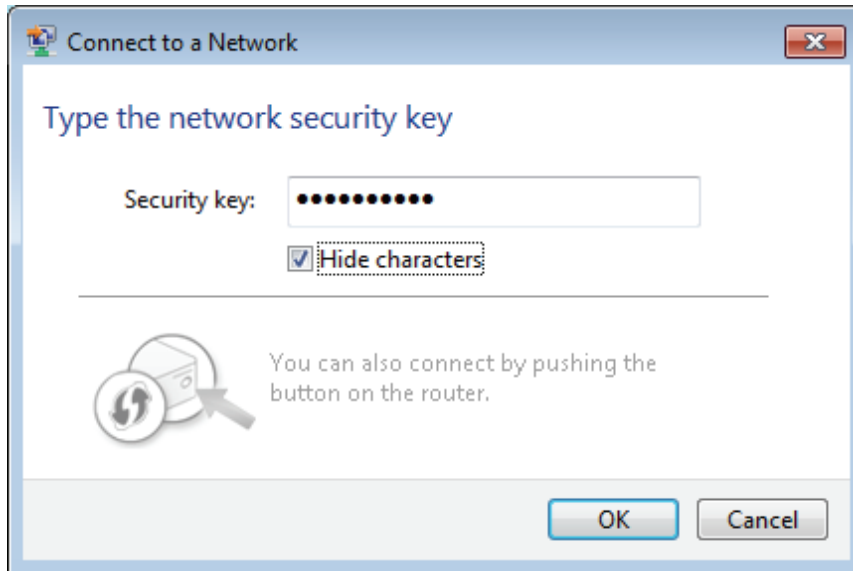 Connect to a Network
Type the network security key
Security key: ••••••••••
Hide characters
You can also connect by pushing the
button on the router.
OK Cancel